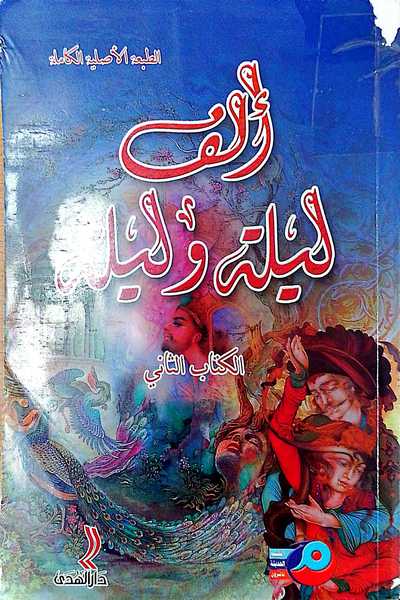 الطبعة الأصلية الكاملة
ألف
ليلة وليلة
الكتاب الثاني
دار الهدى